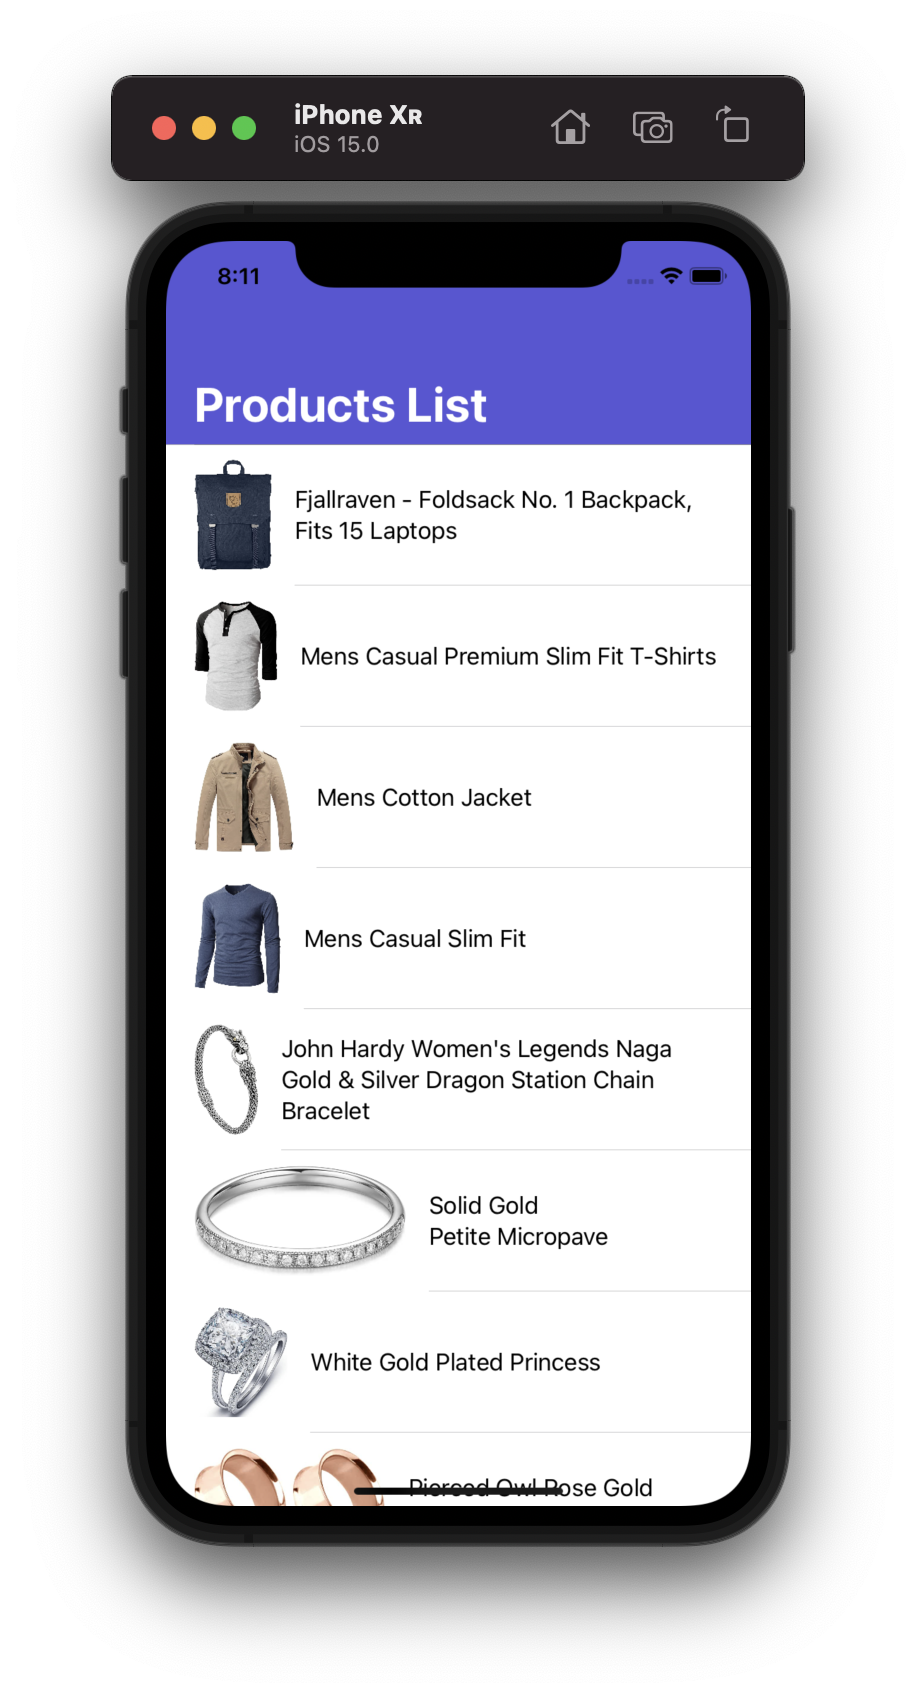 iPhone XR
iOS 15.0
8:11
Products List
Fjallraven - Foldsack No. 1 Backpack,
Fits 15 Laptops
Mens Casual Premium Slim Fit T-Shirts
Mens Cotton Jacket
Mens Casual Slim Fit
John Hardy Women's Legends Naga
Gold & Silver Dragon Station Chain
Bracelet
Solid Gold
Petite Micropave
White Gold Plated Princess
Pierced Owl Rose Gold